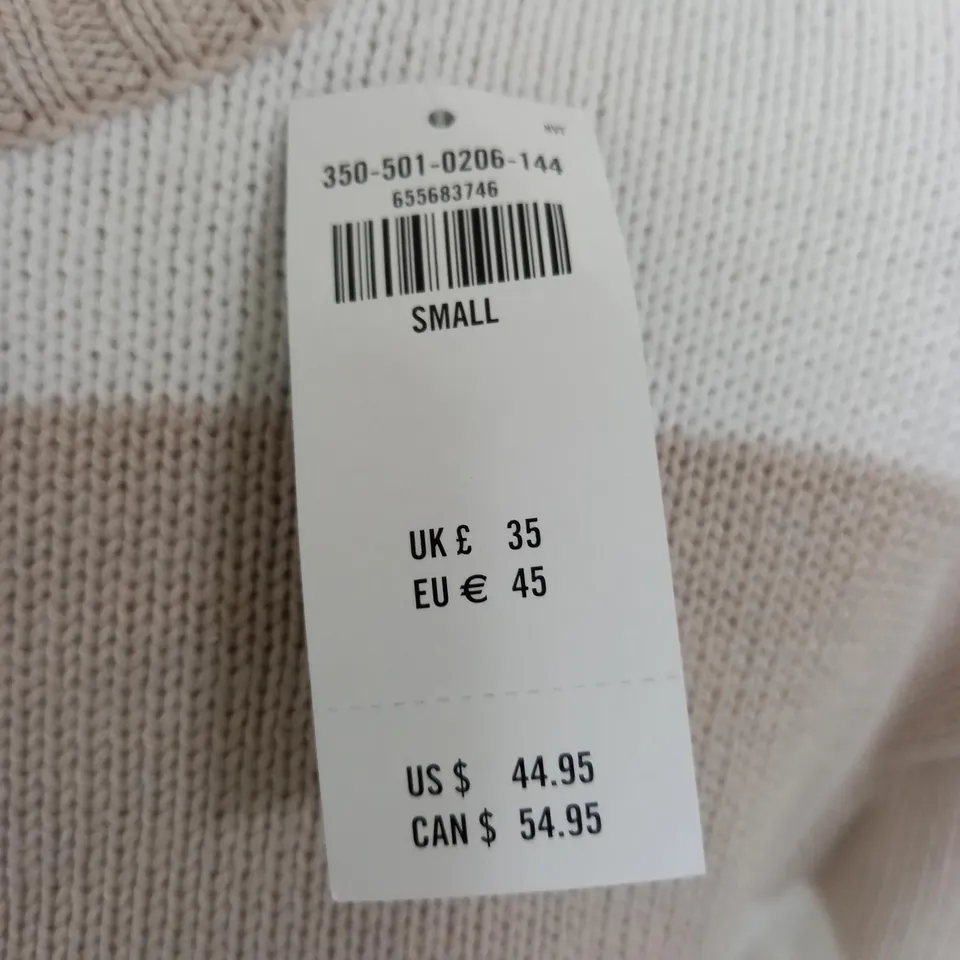 350-501-0206-144
655683746
SMALL
UK £ 35
EU € 45
US $ 44.95
CAN $ 54.95